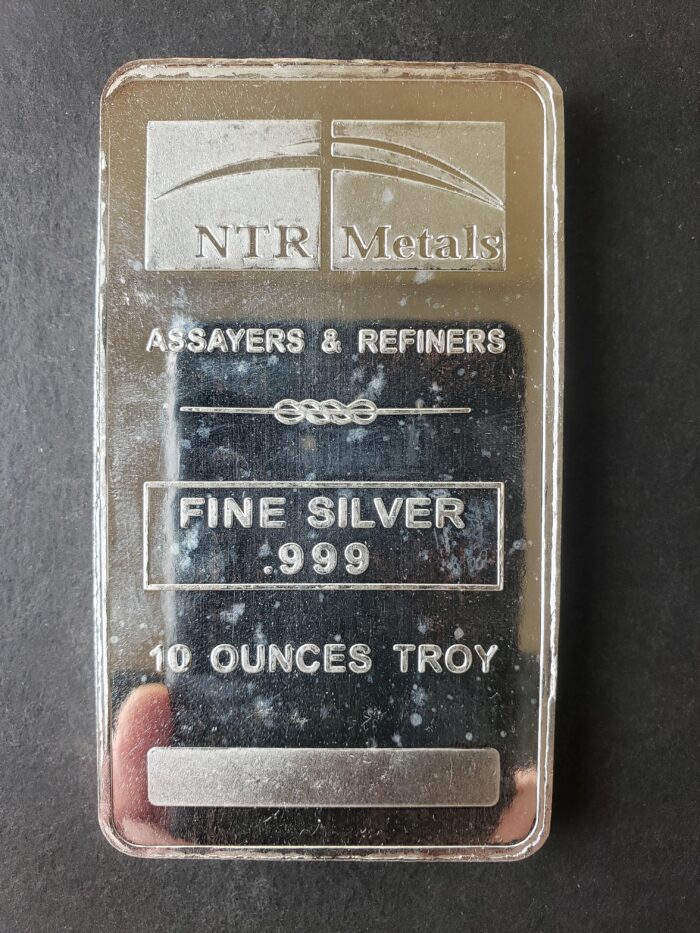 NTR Metals
ASSAYERS & REFINERS
FINE SILVER
.999
10 OUNCES TROY